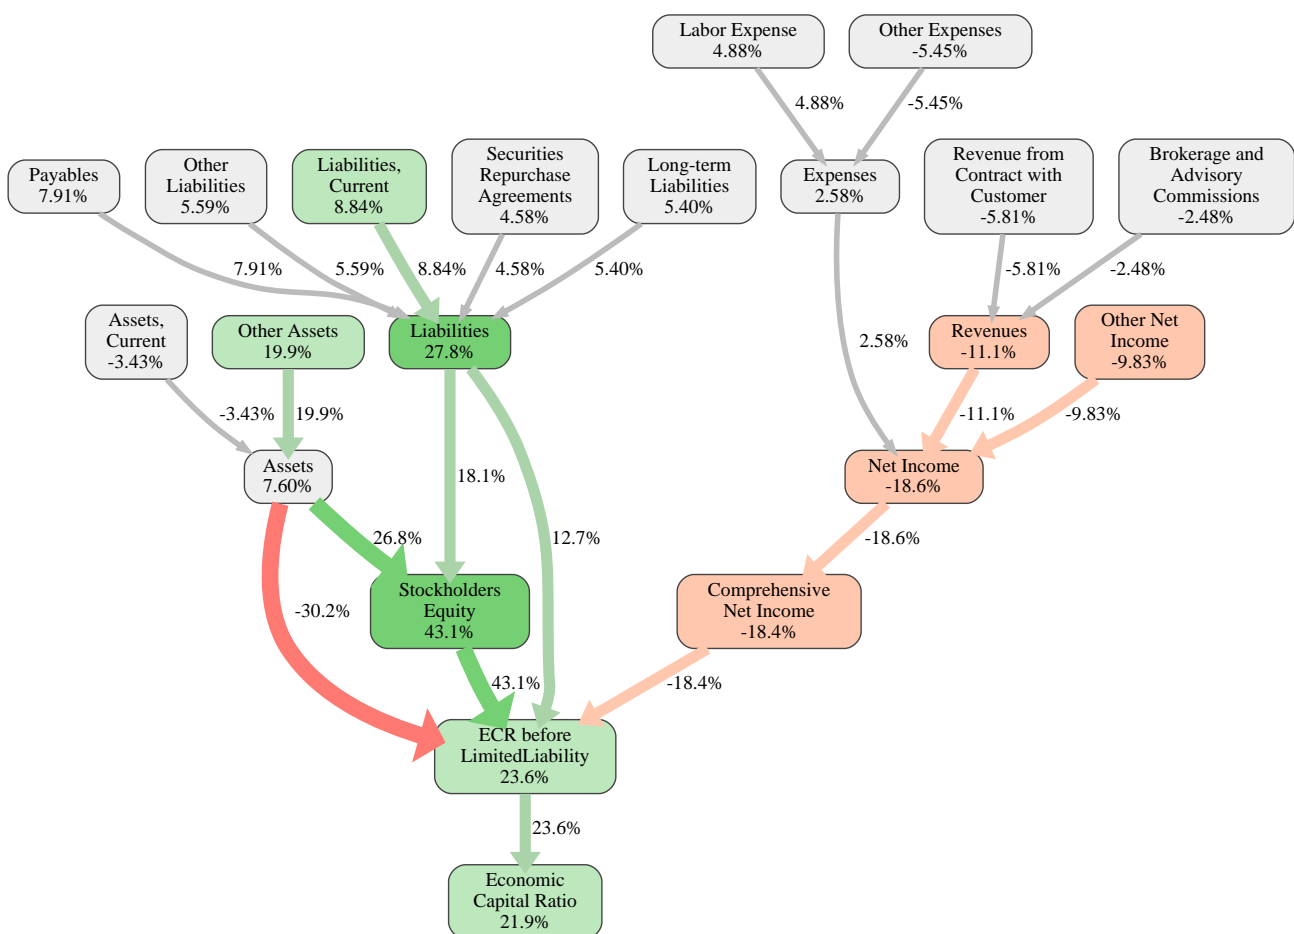 Labor Expense
4.88%
Other Expenses
-5.45%
4.88%
-5.45%
Payables
7.91%
Other
Liabilities
5.59%
Liabilities,
Current
8.84%
Securities
Repurchase
Agreements
4.58%
Long-term
Liabilities
5.40%
Expenses
2.58%
Revenue from
Contract with
Customer
-5.81%
Brokerage and
Advisory
Commissions
-2.48%
7.91%
5.59%
8.84%
4.58%
5.40%
-5.81%
-2.48%
Assets,
Current
-3.43%
Other Assets
19.9%
Liabilities
27.8%
2.58%
Revenues
-11.1%
Other Net
Income
-9.83%
-3.43%
19.9%
-11.1%
-9.83%
Assets
7.60%
18.1%
Net Income
-18.6%
26.8%
12.7%
-18.6%
-30.2%
Stockholders
Equity
43.1%
Comprehensive
Net Income
-18.4%
43.1%
-18.4%
ECR before
LimitedLiability
23.6%
23.6%
Economic
Capital Ratio
21.9%